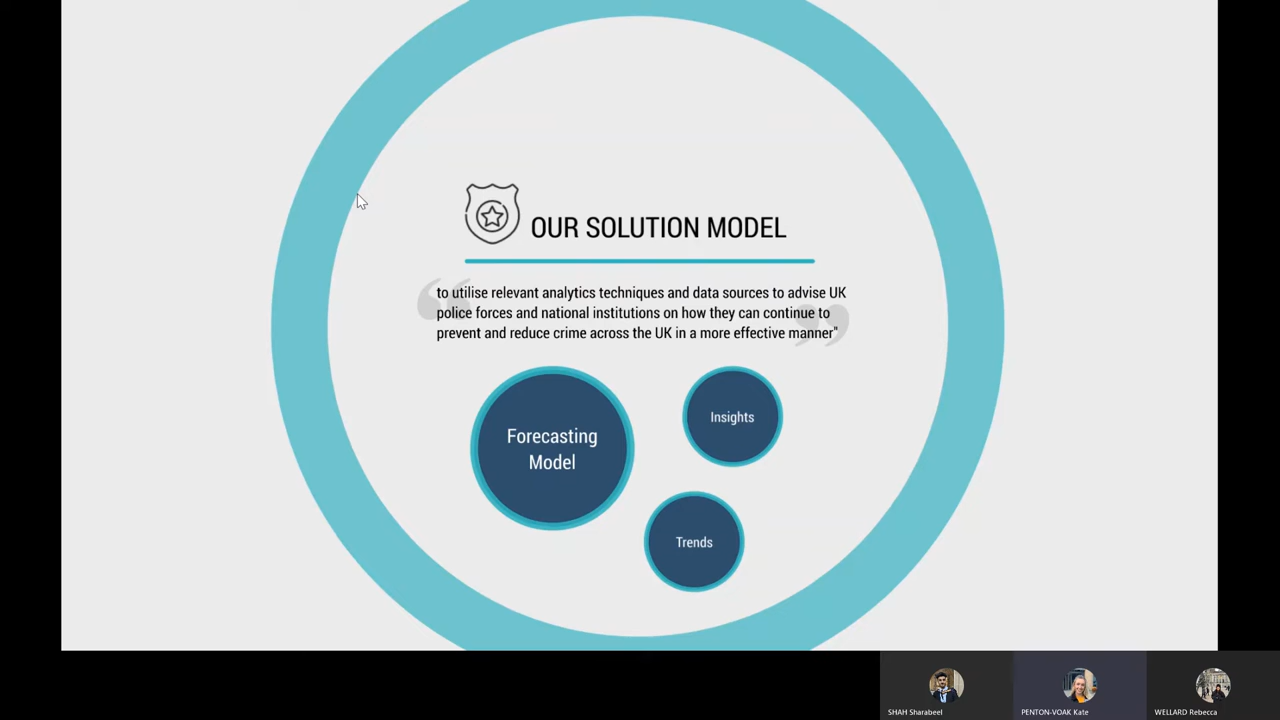 OUR SOLUTION MODEL
“
to utilise relevant analytics techniques and data sources to advise UK
police forces and national institutions on how they can continue to
prevent and reduce crime across the UK in a more effective manner"
”
Forecasting
Model
Insights
Trends
SHAH Sharabeel
PENTON-VOAK Kate
WELLARD Rebecca